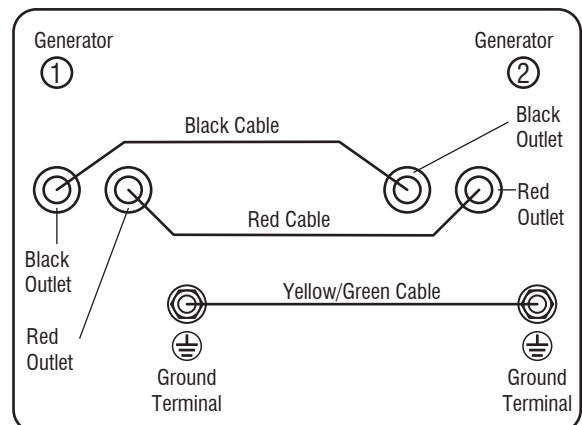 Generator
1
Generator
2
Black Cable
Black
Outlet
Red Cable
Red
Outlet
Black
Outlet
Red
Outlet
Yellow/Green Cable
Ground
Terminal
Ground
Terminal